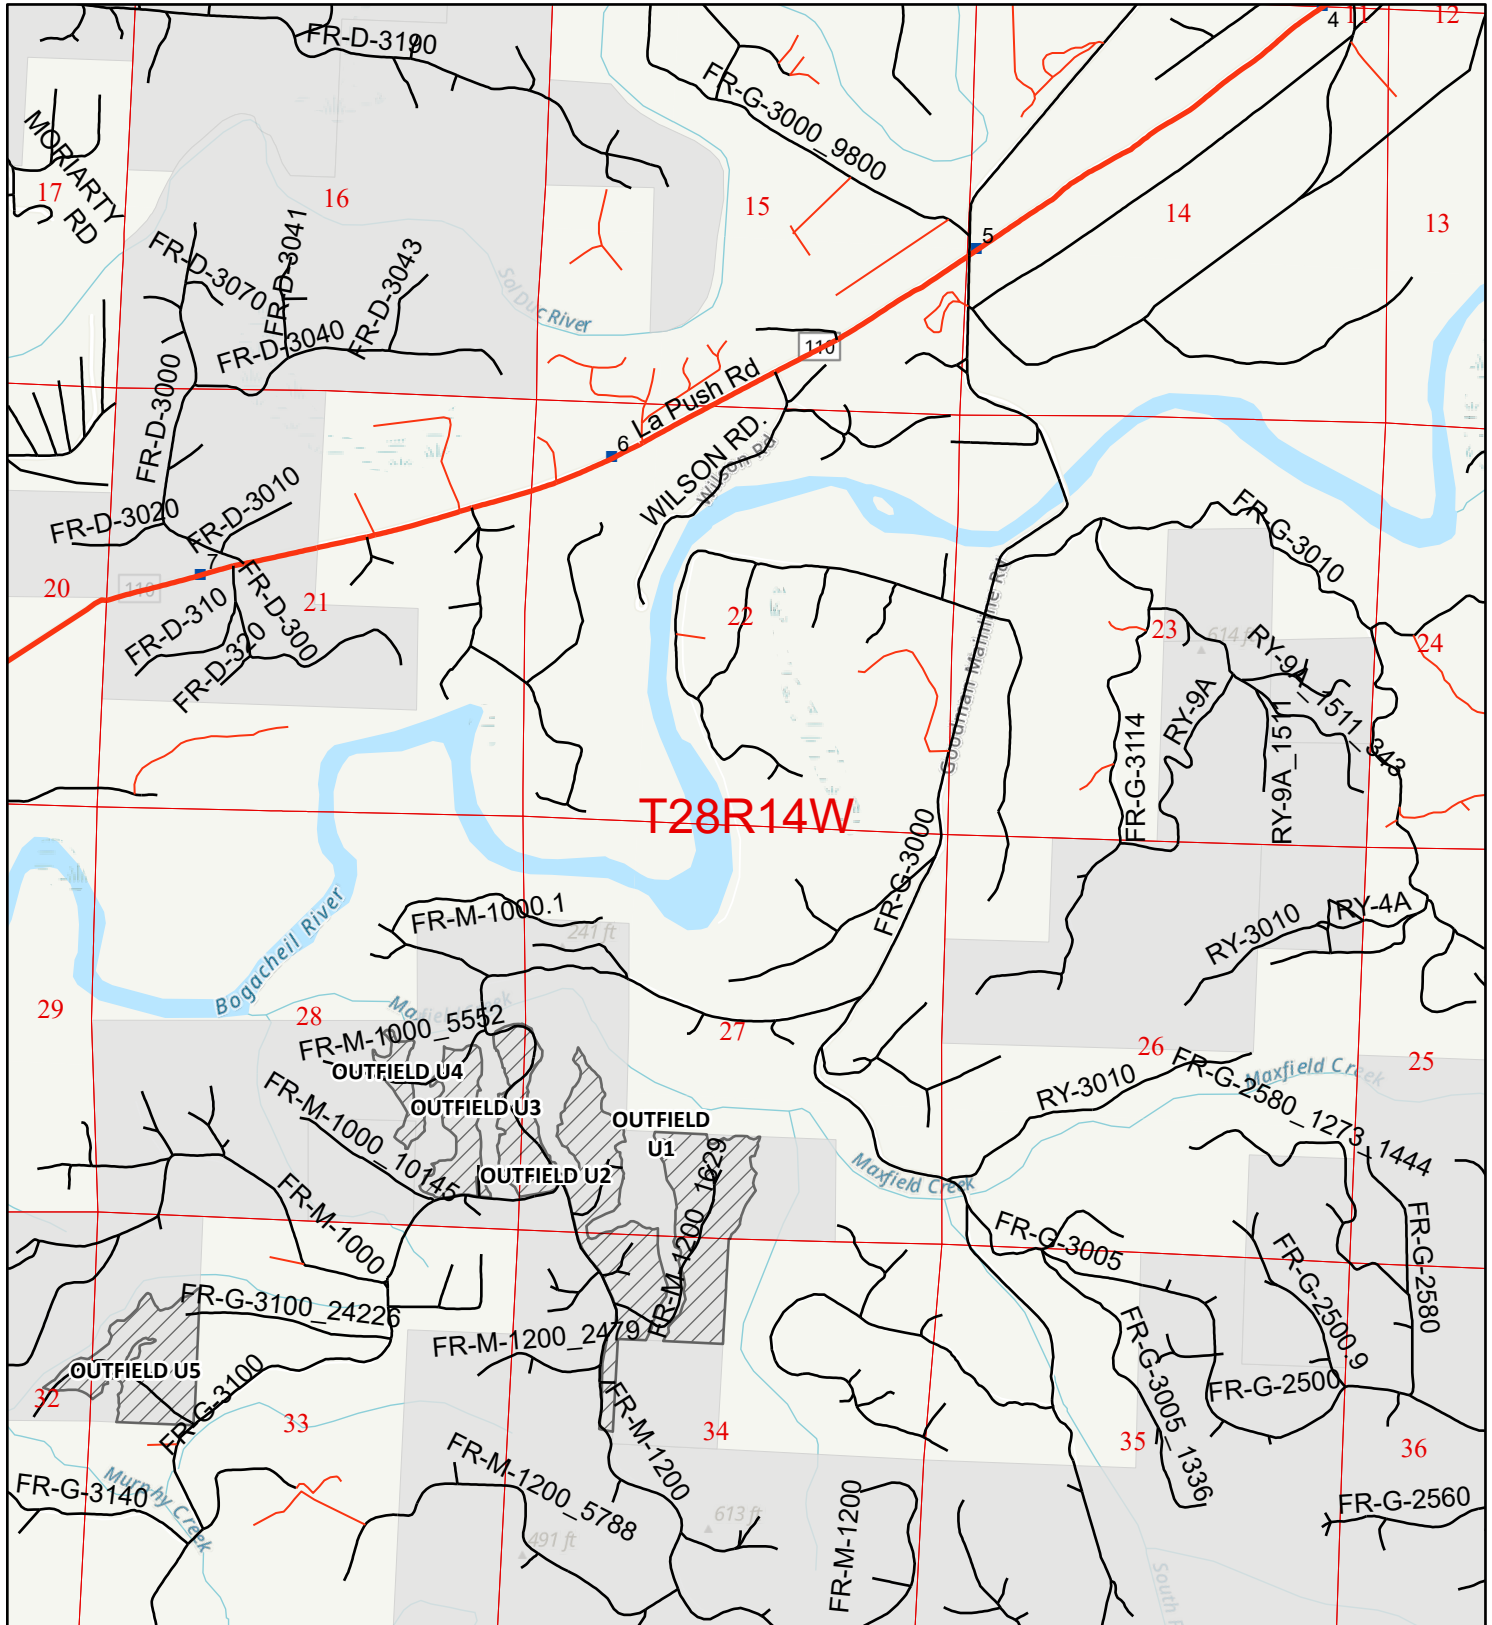 4
11
12
FR-D-3190
FR-G-3000_9800
MORIARTY
RD
17
16
15
14
13
FR-D-3041
FR-D-3070
FR-D-3043
5
Sol Duc River
FR-D-3040
110
FR-D-3000
La Push Rd
6
WILSON RD.
Wilson Rd
FR-D-3010
FR-D-3020
FR-G-3010
7
110
20
21
FR-D-3000
FR-D-310
FR-D-320
22
Goodman Mainline Rd
23
614 ft
24
RY-9A
RY-9A_1511_343
RY-9A_1511
FR-G-3114
T28R14W
FR-G-3000
FR-M-1000.1
241 ft
RY-4A
RY-3010
Bogacheil River
29
28
Maxfield Creek
FR-M-1000_5552
27
26
25
OUTFIELD U4
FR-M-1000_10145
OUTFIELD U3
OUTFIELD
U1
RY-3010
FR-G-2580_1273_1444
Maxfield Creek
OUTFIELD U2
FR-M-1200_1629
Maxfield Creek
FR-M-1000
FR-G-3005
FR-G-2580
FR-G-2500.9
FR-G-3100_24226
FR-M-1200_2479
FR-G-3005_1336
OUTFIELD U5
32
FR-G-3100
33
FR-M-1200
34
35
FR-G-2500
36
FR-M-1200_5788
FR-G-3140
Murphy Creek
613 ft
491 ft
FR-M-1200
FR-G-2560
South F